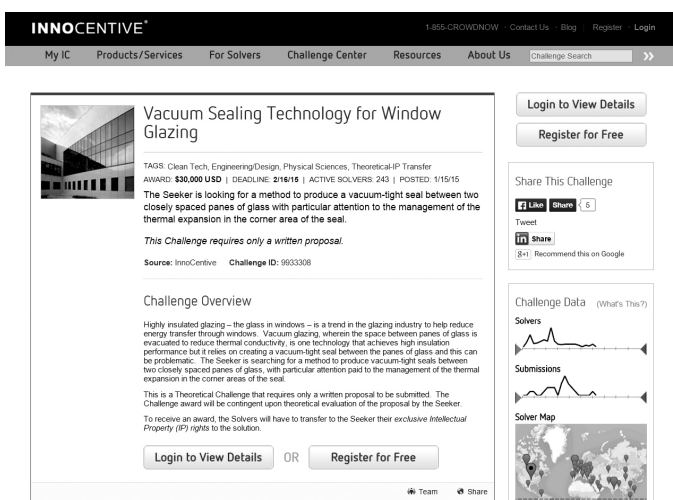 INNOCENTIVE®
1-855-CROWDNOW · Contact Us · Blog | Register · Login
My IC Products/Services For Solvers Challenge Center Resources About Us Challenge Search
Vacuum Sealing Technology for Window
Glazing
TAGS: Clean Tech, Engineering/Design, Physical Sciences, Theoretical-IP Transfer
AWARD: $30,000 USD | DEADLINE: 2/16/15 | ACTIVE SOLVERS: 243 | POSTED: 1/15/15
The Seeker is looking for a method to produce a vacuum-tight seal between two
closely spaced panes of glass with particular attention to the management of the
thermal expansion in the corner area of the seal.
This Challenge requires only a written proposal.
Source: InnoCentive Challenge ID: 9933308
Challenge Overview
Highly insulated glazing – the glass in windows – is a trend in the glazing industry to help reduce
energy transfer through windows. Vacuum glazing, wherein the space between panes of glass is
evacuated to reduce thermal conductivity, is one technology that achieves high insulation
performance but it relies on creating a vacuum-tight seal between the panes of glass and this can
be problematic. The Seeker is searching for a method to produce vacuum-tight seals between
two closely spaced panes of glass, with particular attention paid to the management of the thermal
expansion in the corner areas of the seal.
This is a Theoretical Challenge that requires only a written proposal to be submitted. The
Challenge award will be contingent upon theoretical evaluation of the proposal by the Seeker.
To receive an award, the Solvers will have to transfer to the Seeker their exclusive Intellectual
Property (IP) rights to the solution.
Login to View Details OR Register for Free
Team Share
Login to View Details
Register for Free
Share This Challenge
Like Share 5
Tweet
in Share
g+1 Recommend this on Google
Challenge Data (What's This?)
Solvers
Submissions
Solver Map